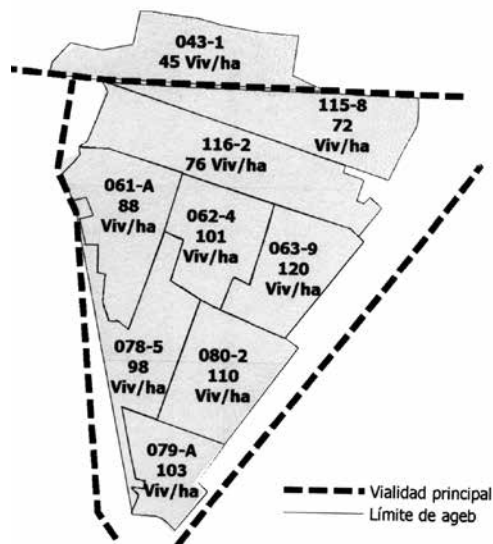 043-1
45 Viv/ha
115-8
72
Viv/ha
116-2
76 Viv/ha
061-A
88
Viv/ha
062-4
101
Viv/ha
063-9
120
Viv/ha
078-5
98
Viv/ha
080-2
110
Viv/ha
079-A
103
Viv/ha
Vialidad principal
Límite de ageb